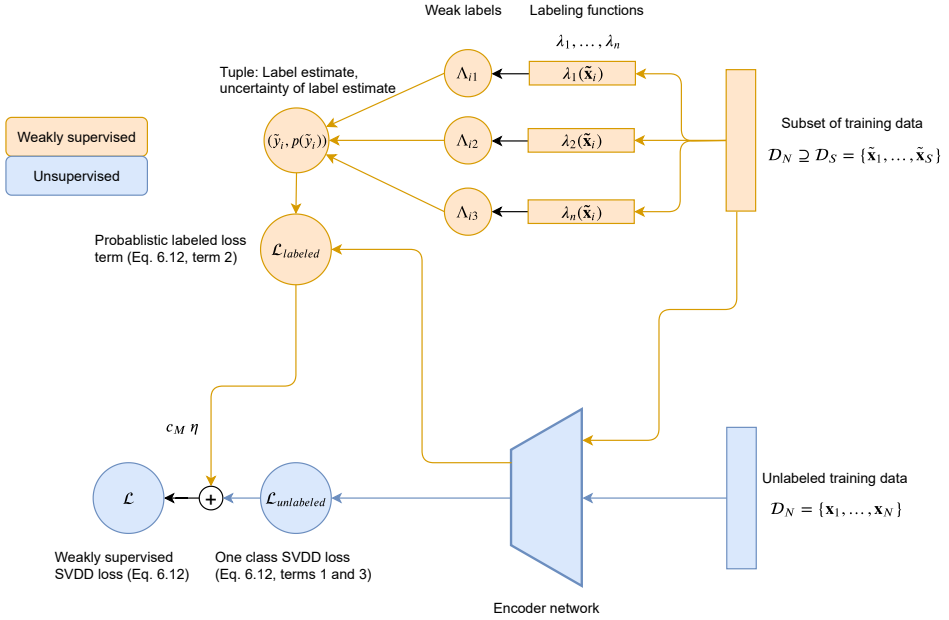 Weak labels
Labeling functions
λ₁, … , λₙ
Tuple: Label estimate,
uncertainty of label estimate
Λᵢ₁
λ₁(x̃ᵢ)
(ỹᵢ, p(ỹᵢ))
Λᵢ₂
λ₂(x̃ᵢ)
Λᵢ₃
λₙ(x̃ᵢ)
Subset of training data
𝒟_N ⊇ 𝒟_S = {x̃₁, … , x̃_S}
Weakly supervised
Unsupervised
Probablistic labeled loss
term (Eq. 6.12, term 2)
ℒ_labeled
c_M η
ℒ
+
ℒ_unlabeled
Unlabeled training data
𝒟_N = {x₁, … , x_N}
Weakly supervised
SVDD loss (Eq. 6.12)
One class SVDD loss
(Eq. 6.12, terms 1 and 3)
Encoder network